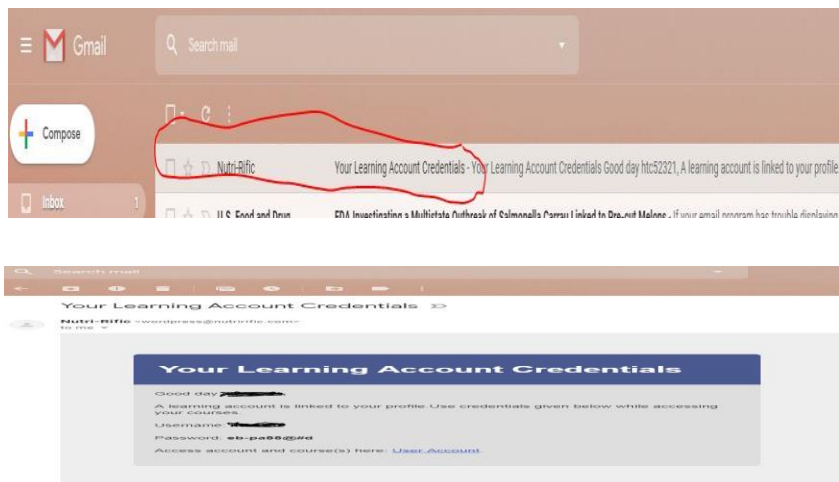 Gmail
Search mail
Compose
Nutri-Rific Your Learning Account Credentials - Your Learning Account Credentials Good day htc52321, A learning account is linked to your profile.
Inbox 1
U.S. Food and Drug FDA Investigating a Multistate Outbreak of Salmonella Carrau Linked to Pre-cut Melons - If your email program has trouble displaying
Search mail
Your Learning Account Credentials
Nutri-Rific <wordpress@nutrirific.com>
to me
Your Learning Account Credentials
Good day
A learning account is linked to your profile.Use credentials given below while accessing
your courses.
Username
Password: eb-pa88@#d
Access account and course(s) here: User Account.